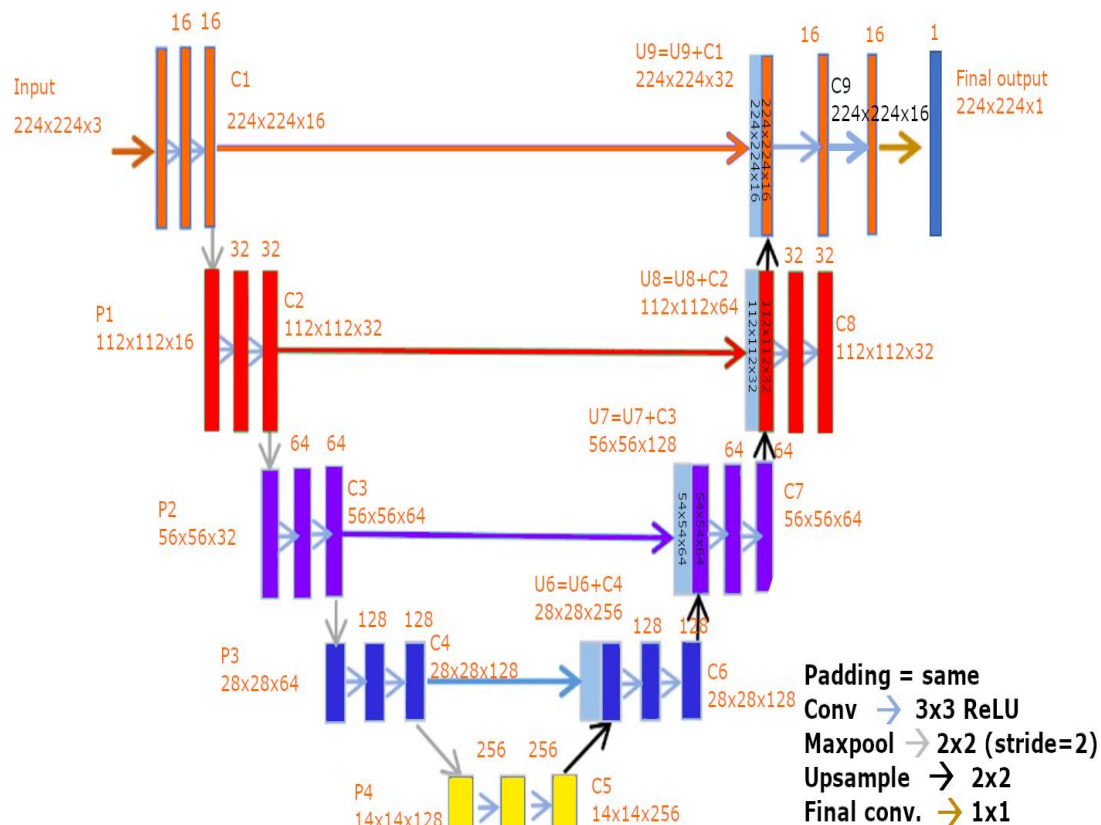 16 16
Input
224x224x3
C1
224x224x16
U9=U9+C1
224x224x32
224x224x16
224x224x16
16
16
1
C9
224x224x16
Final output
224x224x1
32 32
P1
112x112x16
C2
112x112x32
U8=U8+C2
112x112x64
112x112x32
112x112x32
32 32
C8
112x112x32
64 64
P2
56x56x32
C3
56x56x64
U7=U7+C3
56x56x128
54x54x64
54x54x64
64 64
C7
56x56x64
128 128
P3
28x28x64
C4
28x28x128
U6=U6+C4
28x28x256
128 128
C6
28x28x128
256 256
P4
14x14x128
C5
14x14x256
Padding = same
Conv 3x3 ReLU
Maxpool 2x2 (stride=2)
Upsample 2x2
Final conv. 1x1